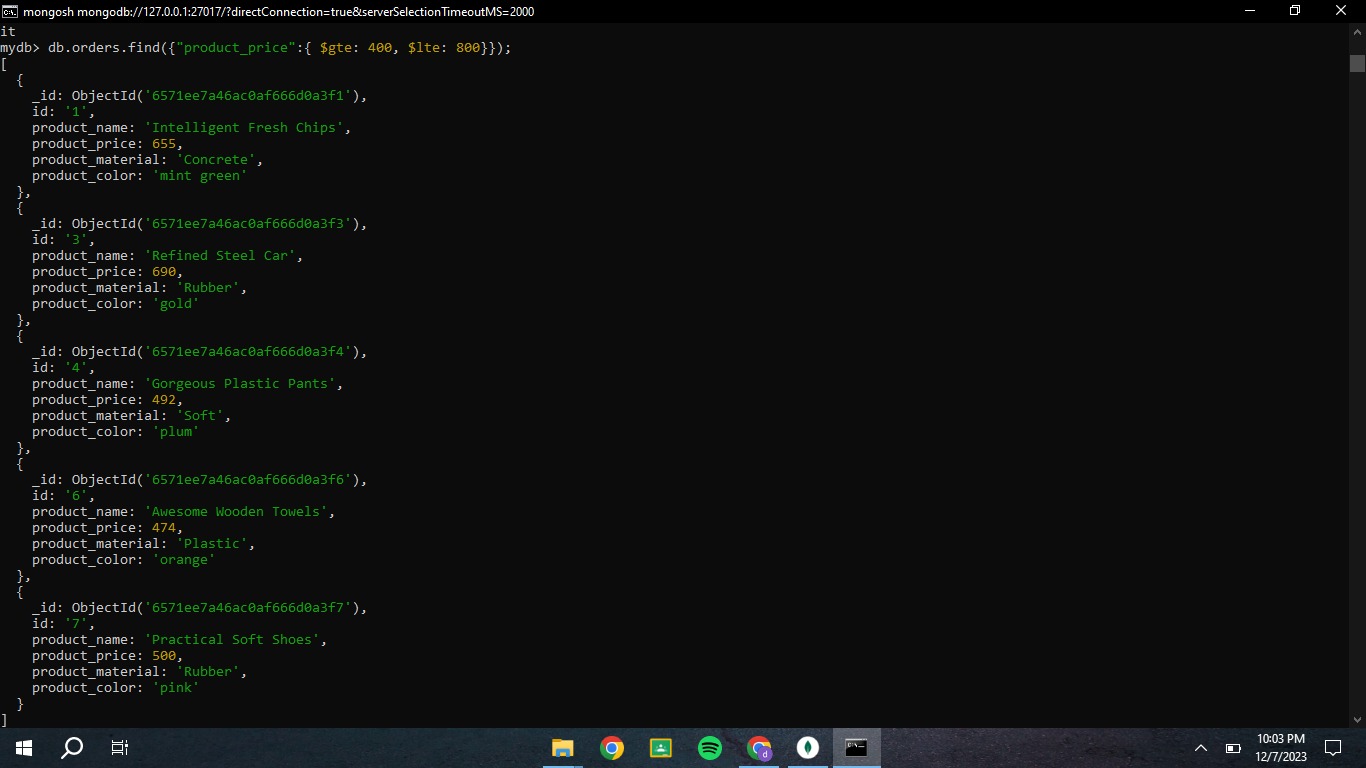 mongosh mongodb://127.0.0.1:27017/?directConnection=true&serverSelectionTimeoutMS=2000
it
mydb> db.orders.find({"product_price":{ $gte: 400, $lte: 800}});
[
  {
    _id: ObjectId('6571ee7a46ac0af666d0a3f1'),
    id: '1',
    product_name: 'Intelligent Fresh Chips',
    product_price: 655,
    product_material: 'Concrete',
    product_color: 'mint green'
  },
  {
    _id: ObjectId('6571ee7a46ac0af666d0a3f3'),
    id: '3',
    product_name: 'Refined Steel Car',
    product_price: 690,
    product_material: 'Rubber',
    product_color: 'gold'
  },
  {
    _id: ObjectId('6571ee7a46ac0af666d0a3f4'),
    id: '4',
    product_name: 'Gorgeous Plastic Pants',
    product_price: 492,
    product_material: 'Soft',
    product_color: 'plum'
  },
  {
    _id: ObjectId('6571ee7a46ac0af666d0a3f6'),
    id: '6',
    product_name: 'Awesome Wooden Towels',
    product_price: 474,
    product_material: 'Plastic',
    product_color: 'orange'
  },
  {
    _id: ObjectId('6571ee7a46ac0af666d0a3f7'),
    id: '7',
    product_name: 'Practical Soft Shoes',
    product_price: 500,
    product_material: 'Rubber',
    product_color: 'pink'
  }
]
10:03 PM
12/7/2023